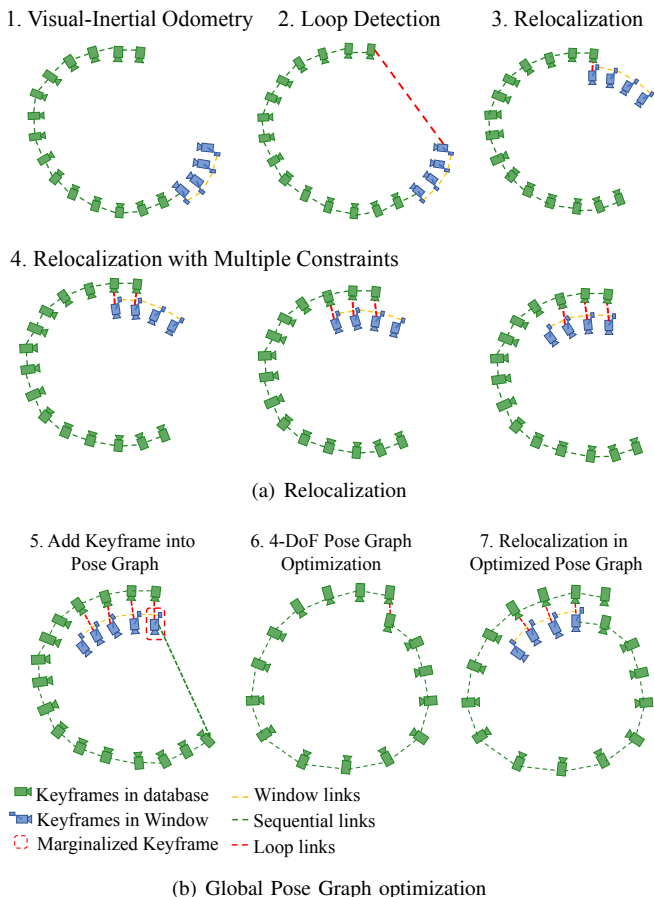 1. Visual-Inertial Odometry
2. Loop Detection
3. Relocalization
4. Relocalization with Multiple Constraints
(a) Relocalization
5. Add Keyframe into
Pose Graph
6. 4-DoF Pose Graph
Optimization
7. Relocalization in
Optimized Pose Graph
Keyframes in database
Keyframes in Window
Marginalized Keyframe
Window links
Sequential links
Loop links
(b) Global Pose Graph optimization